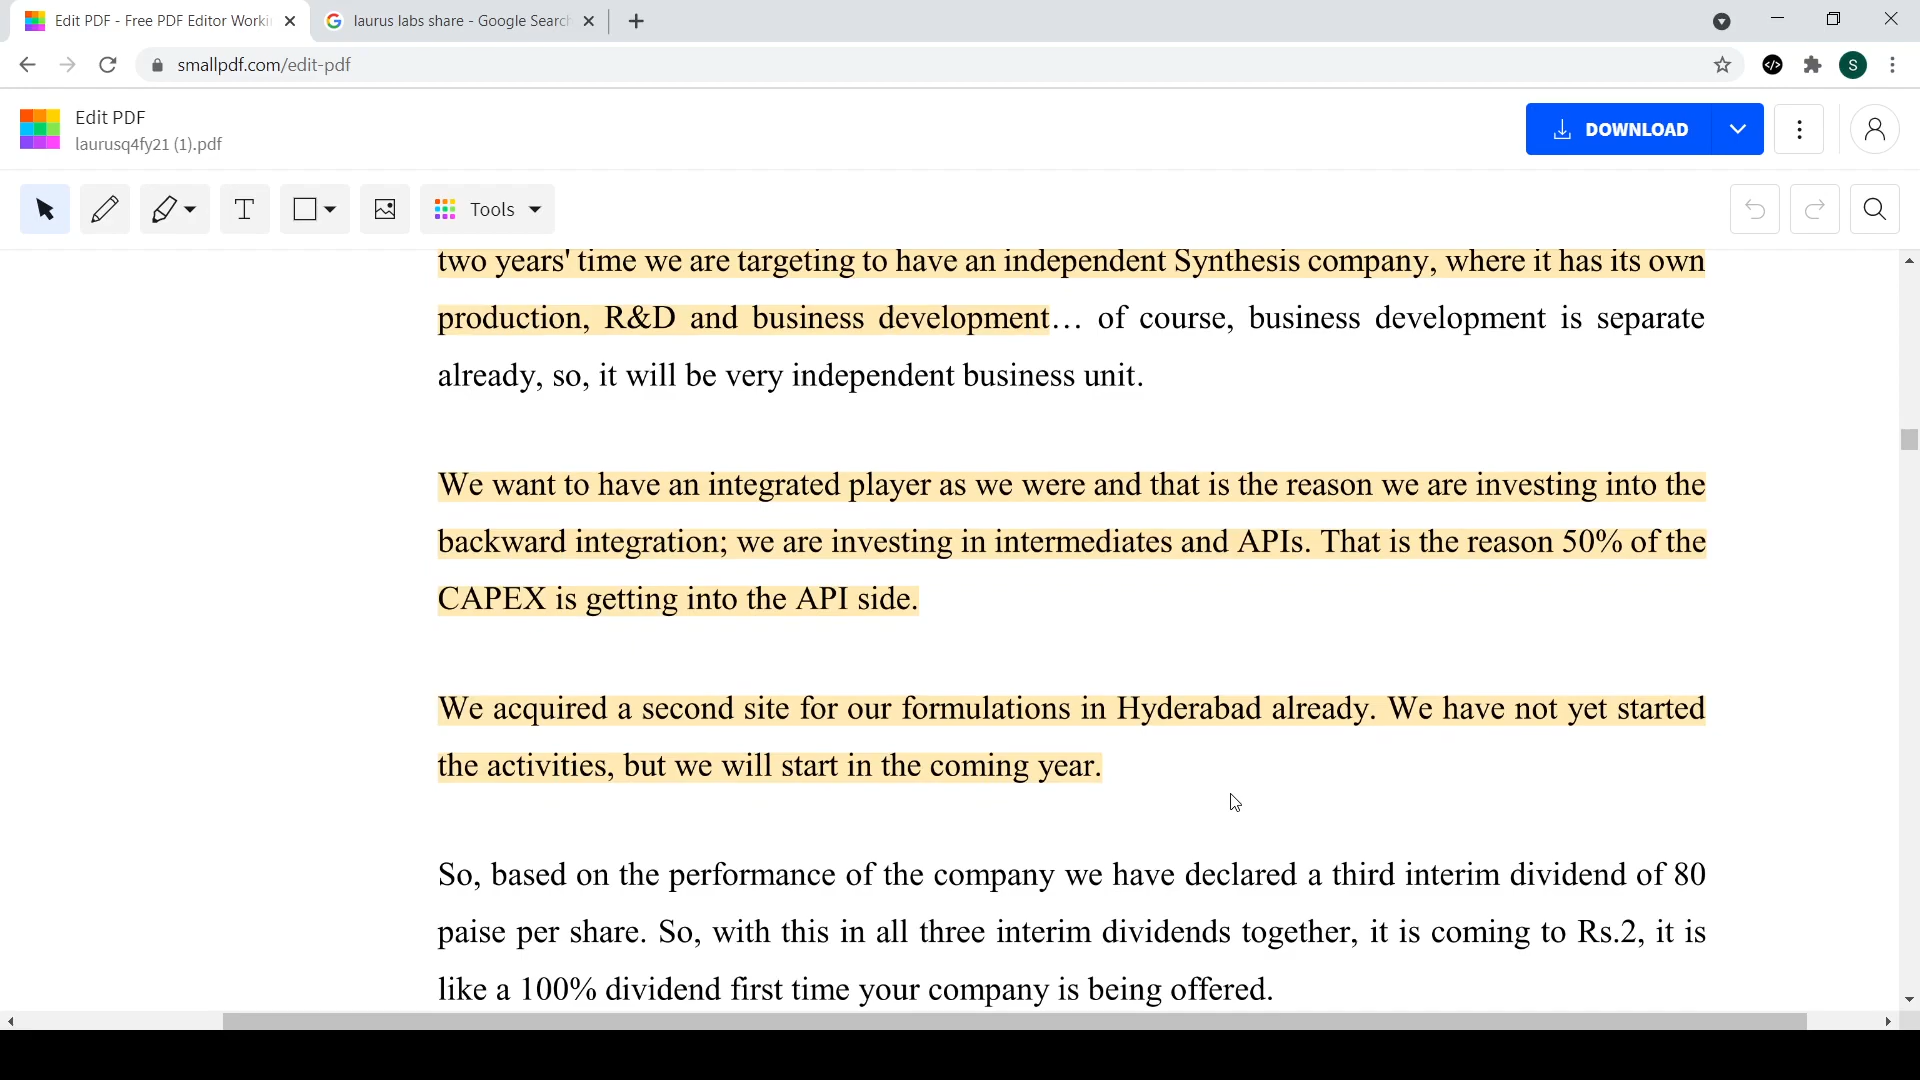 Edit PDF - Free PDF Editor Worki
laurus labs share - Google Search
smallpdf.com/edit-pdf
S
Edit PDF
laurusq4fy21 (1).pdf
DOWNLOAD
T
Tools
two years' time we are targeting to have an independent Synthesis company, where it has its own
production, R&D and business development… of course, business development is separate
already, so, it will be very independent business unit.
We want to have an integrated player as we were and that is the reason we are investing into the
backward integration; we are investing in intermediates and APIs. That is the reason 50% of the
CAPEX is getting into the API side.
We acquired a second site for our formulations in Hyderabad already. We have not yet started
the activities, but we will start in the coming year.
So, based on the performance of the company we have declared a third interim dividend of 80
paise per share. So, with this in all three interim dividends together, it is coming to Rs.2, it is
like a 100% dividend first time your company is being offered.